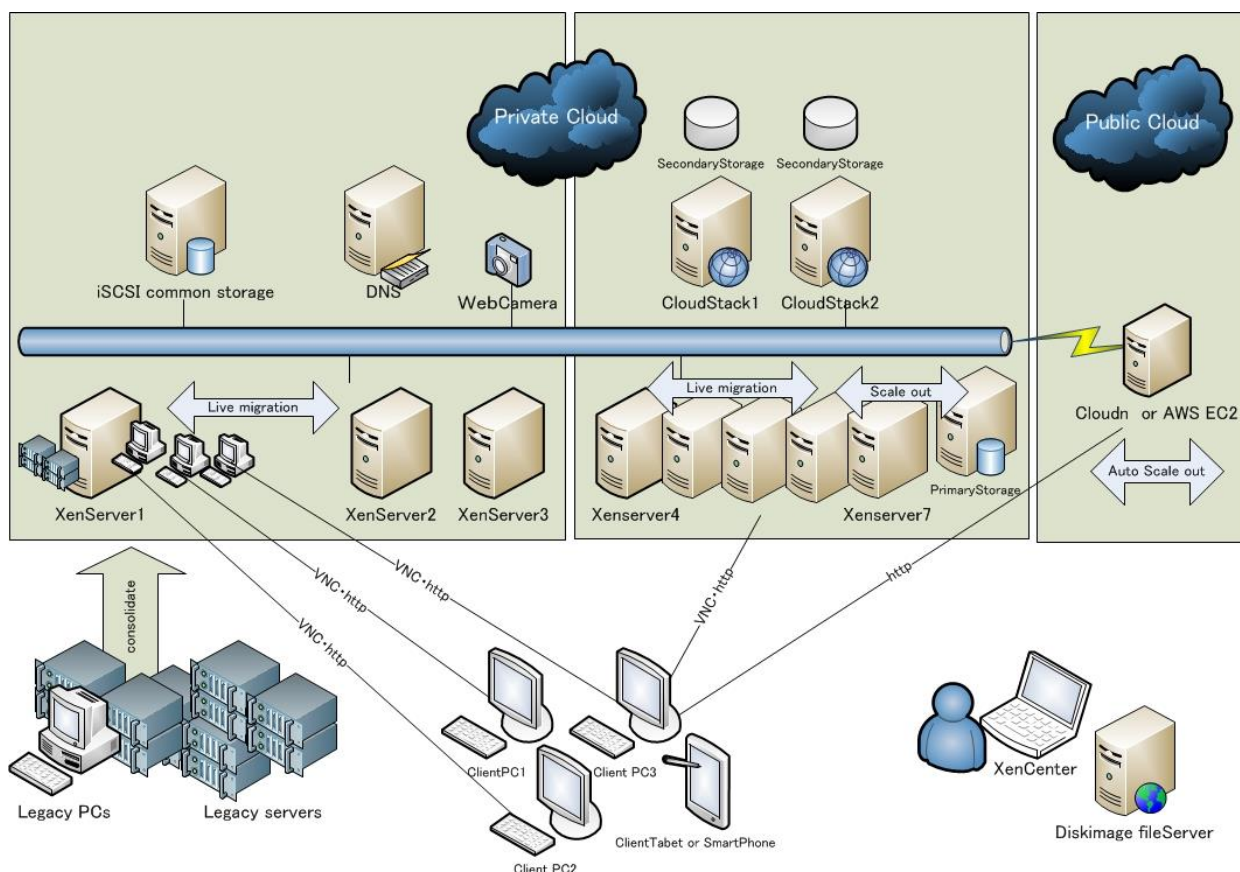 Private Cloud
Public Cloud
SecondaryStorage
SecondaryStorage
iSCSI common storage
DNS
WebCamera
CloudStack1
CloudStack2
Live migration
Live migration
Scale out
Cloudn or AWS EC2
Auto Scale out
PrimaryStorage
XenServer1
XenServer2
XenServer3
Xenserver4
Xenserver7
consolidate
VNC・http
VNC・http
VNC・http
VNC・http
http
Legacy PCs
Legacy servers
ClientPC1
Client PC3
XenCenter
ClientTabet or SmartPhone
Client PC2
Diskimage fileServer